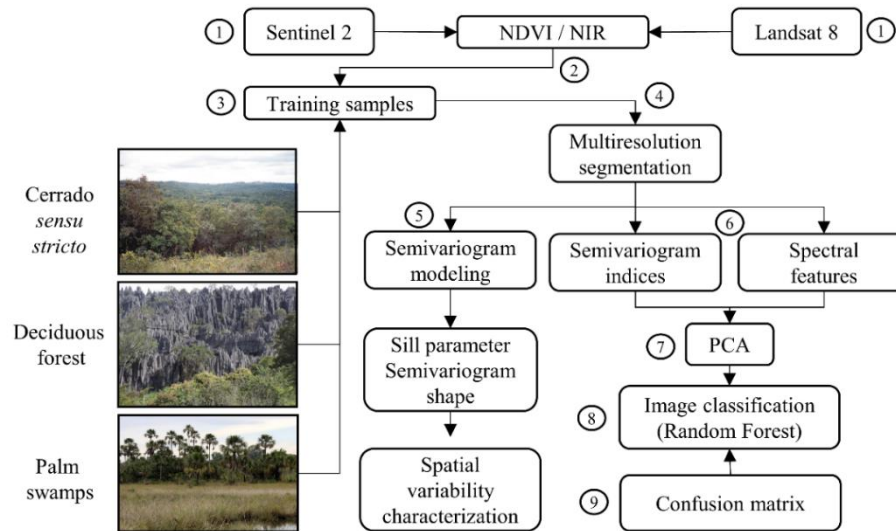 1
Sentinel 2
NDVI / NIR
Landsat 8
1
2
3
Training samples
4
Multiresolution
segmentation
Cerrado
sensu
stricto
5
Semivariogram
modeling
6
Semivariogram
indices
Spectral
features
Deciduous
forest
Sill parameter
Semivariogram
shape
7
PCA
8
Image classification
(Random Forest)
Palm
swamps
Spatial
variability
characterization
9
Confusion matrix